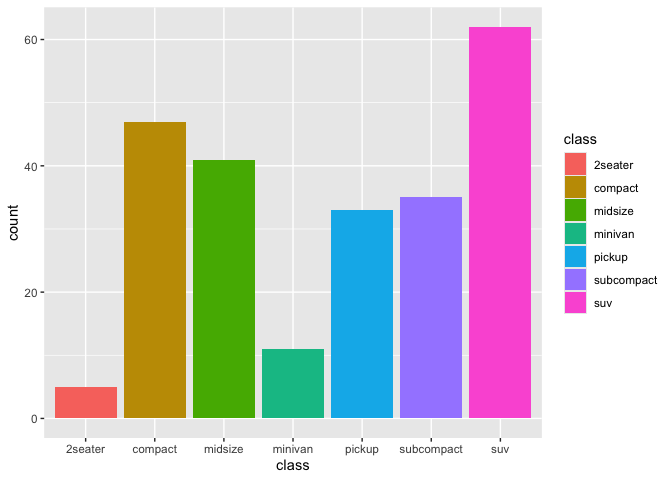 60
40
20
0
count
2seater compact midsize minivan pickup subcompact suv
class
class
2seater
compact
midsize
minivan
pickup
subcompact
suv